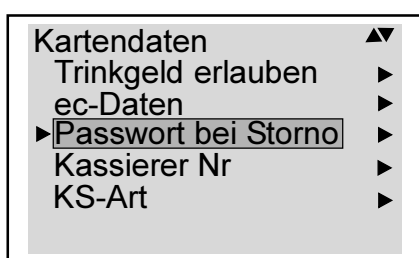 Kartendaten
Trinkgeld erlauben
ec-Daten
Passwort bei Storno
Kassierer Nr
KS-Art